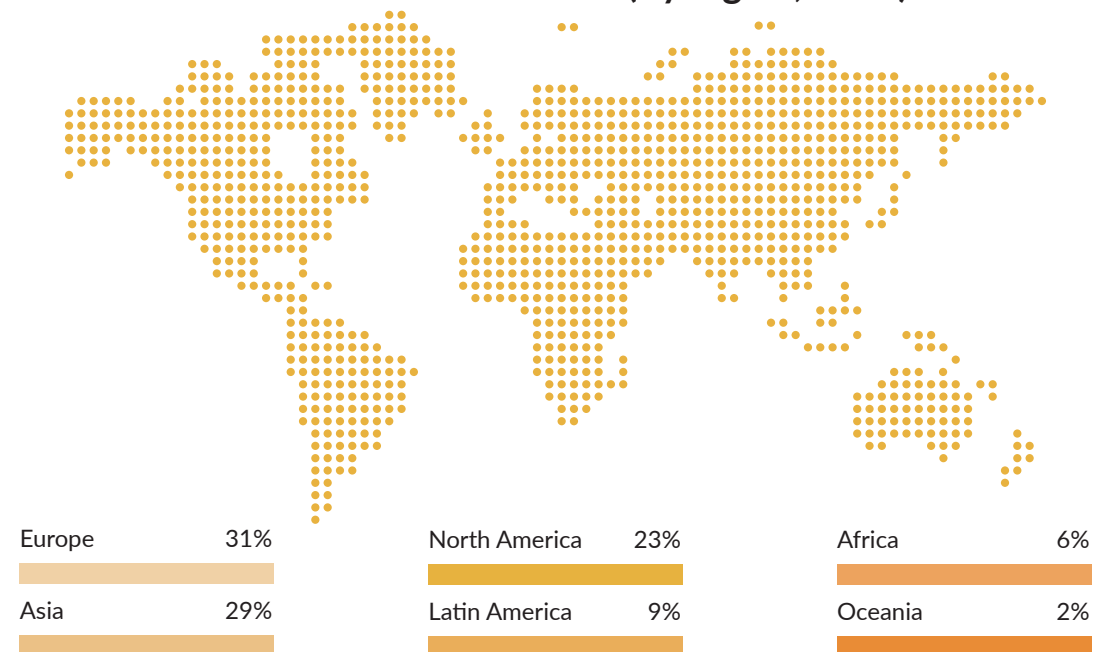 Europe 31%
North America 23%
Africa 6%
Asia 29%
Latin America 9%
Oceania 2%